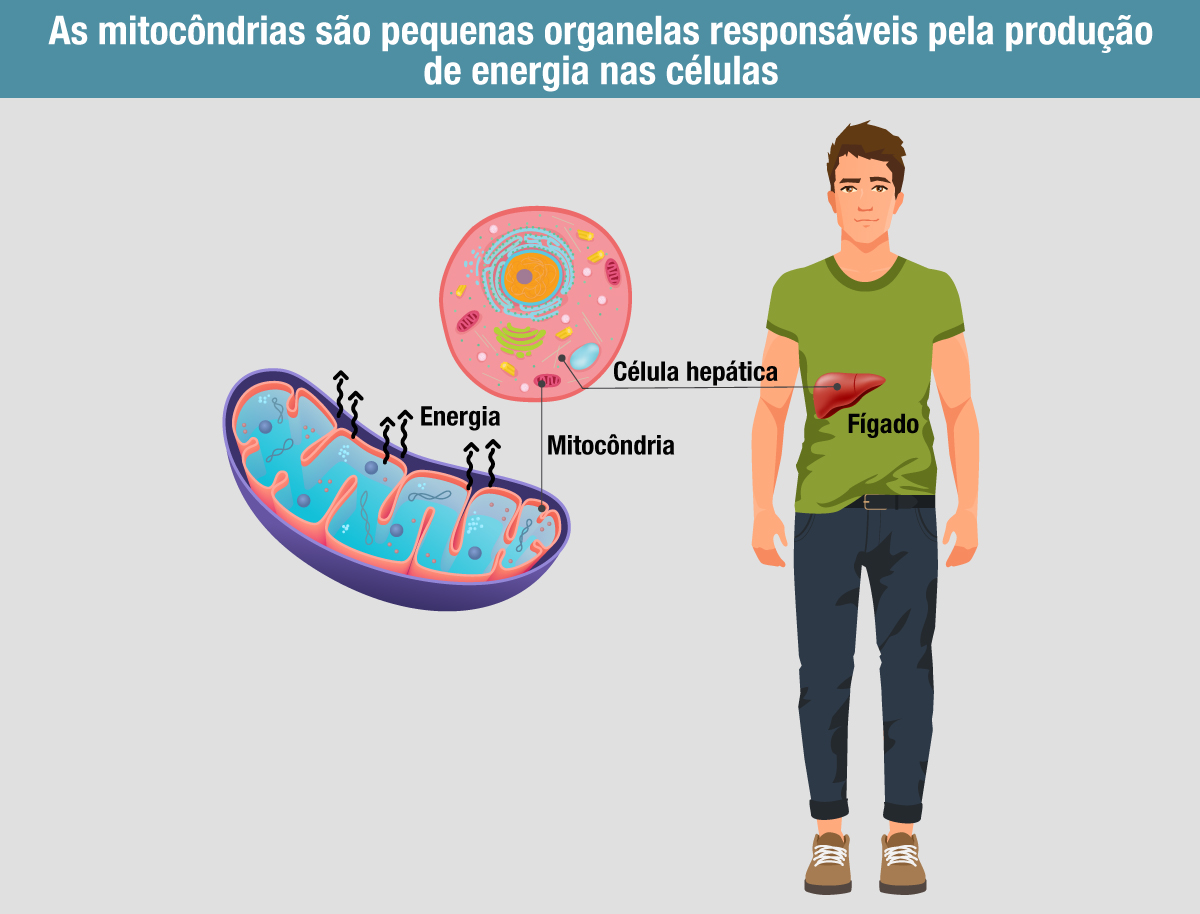 As mitocôndrias são pequenas organelas responsáveis pela produção
de energia nas células
Célula hepática
Energia
Fígado
Mitocôndria